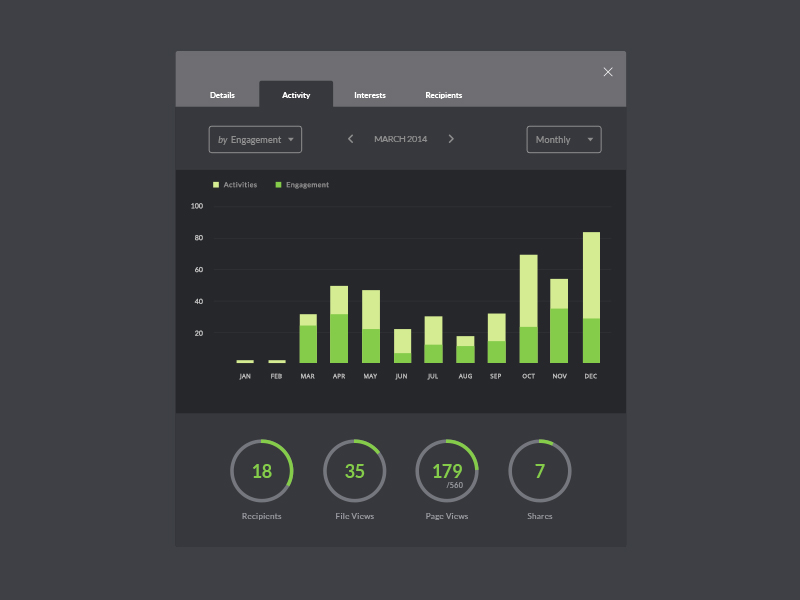 Details Activity Interests Recipients
by Engagement MARCH 2014 Monthly
Activities Engagement
100
80
60
40
20
JAN FEB MAR APR MAY JUN JUL AUG SEP OCT NOV DEC
18 35 179 7
/560
Recipients File Views Page Views Shares